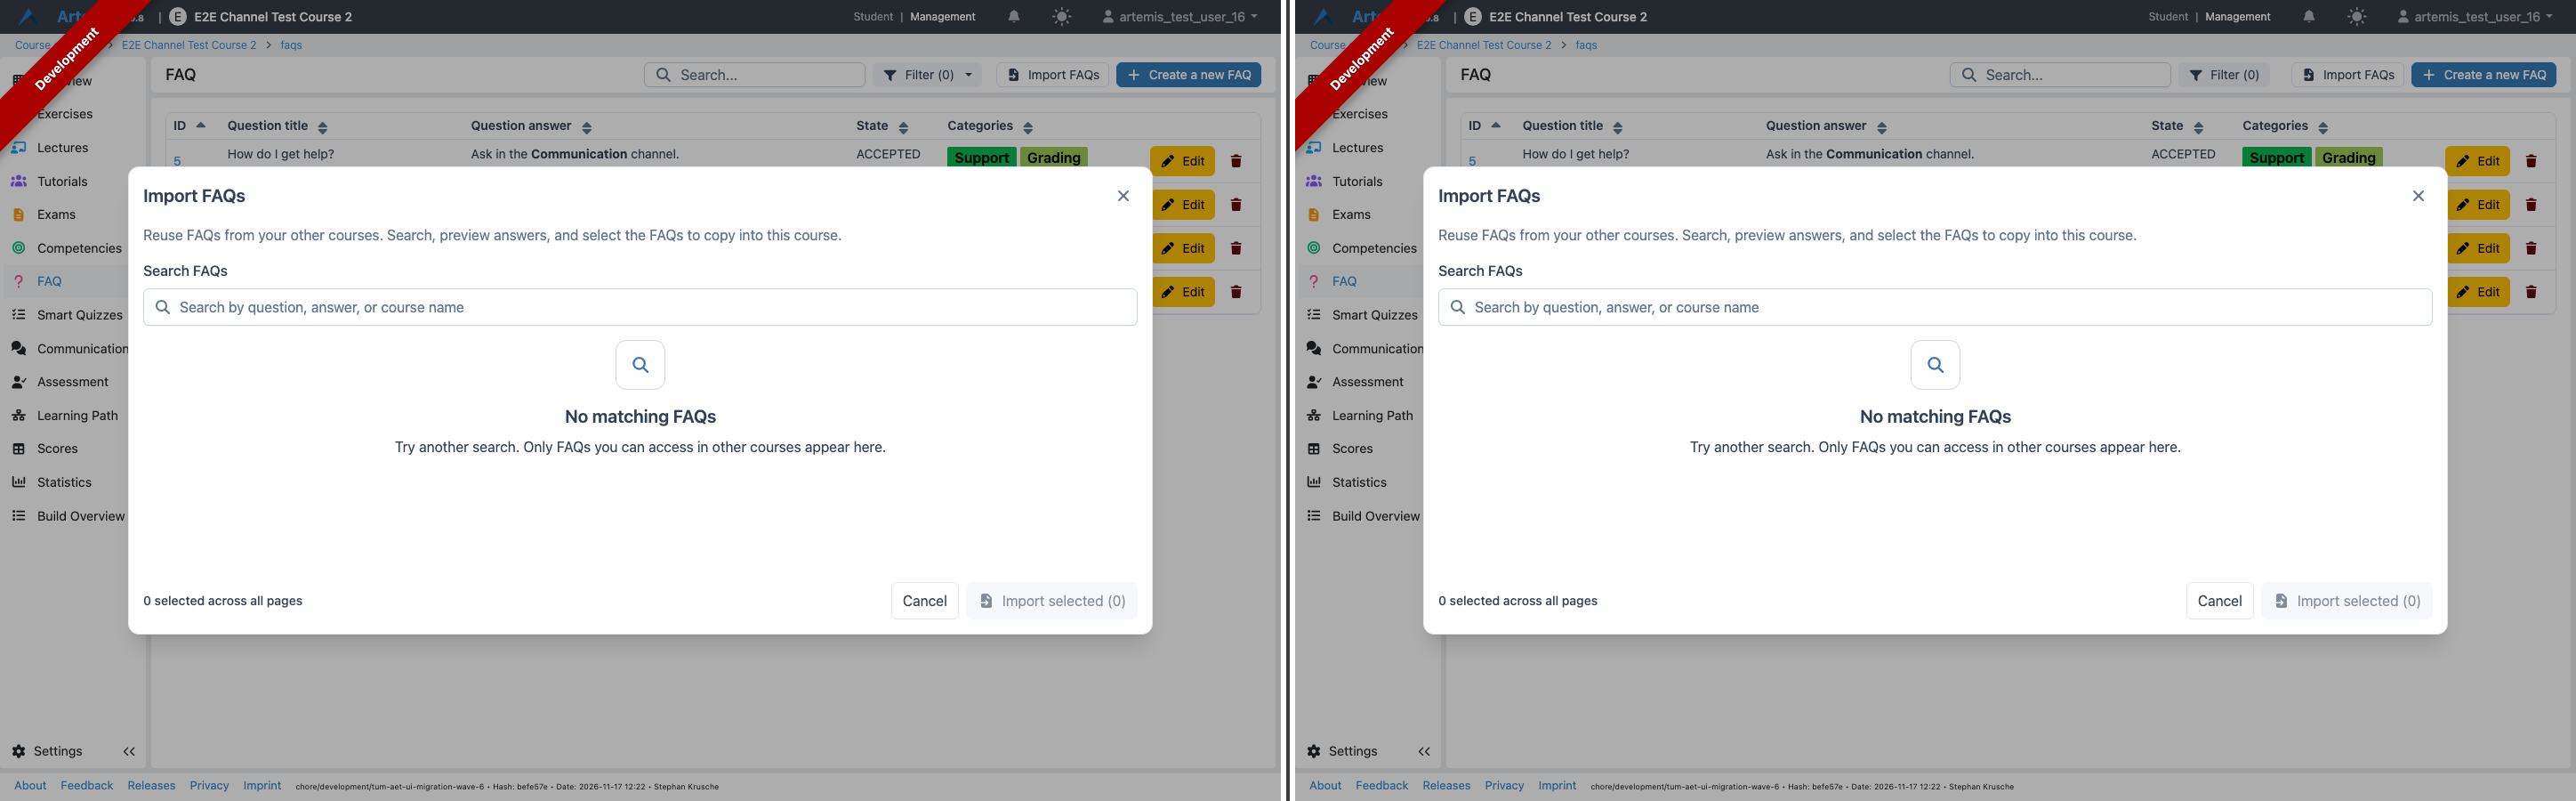 Development
E E2E Channel Test Course 2
Student | Management
artemis_test_user_16
Course
E2E Channel Test Course 2 > faqs
FAQ
Search...
Filter (0)
Import FAQs
+ Create a new FAQ
Exercises
Lectures
Tutorials
Exams
Competencies
FAQ
Smart Quizzes
Communication
Assessment
Learning Path
Scores
Statistics
Build Overview
Settings
ID Question title Question answer State Categories
5 How do I get help? Ask in the Communication channel. ACCEPTED Support Grading Edit
Edit
Edit
Edit
Import FAQs
Reuse FAQs from your other courses. Search, preview answers, and select the FAQs to copy into this course.
Search FAQs
Search by question, answer, or course name
No matching FAQs
Try another search. Only FAQs you can access in other courses appear here.
0 selected across all pages
Cancel
Import selected (0)
About Feedback Releases Privacy Imprint chore/development/tum-aet-ui-migration-wave-6 • Hash: befe57e • Date: 2026-11-17 12:22 • Stephan Krusche
Development
E E2E Channel Test Course 2
Student | Management
artemis_test_user_16
Course
E2E Channel Test Course 2 > faqs
FAQ
Search...
Filter (0)
Import FAQs
+ Create a new FAQ
Exercises
Lectures
Tutorials
Exams
Competencies
FAQ
Smart Quizzes
Communication
Assessment
Learning Path
Scores
Statistics
Build Overview
Settings
ID Question title Question answer State Categories
5 How do I get help? Ask in the Communication channel. ACCEPTED Support Grading Edit
Edit
Edit
Edit
Import FAQs
Reuse FAQs from your other courses. Search, preview answers, and select the FAQs to copy into this course.
Search FAQs
Search by question, answer, or course name
No matching FAQs
Try another search. Only FAQs you can access in other courses appear here.
0 selected across all pages
Cancel
Import selected (0)
About Feedback Releases Privacy Imprint chore/development/tum-aet-ui-migration-wave-6 • Hash: befe57e • Date: 2026-11-17 12:22 • Stephan Krusche